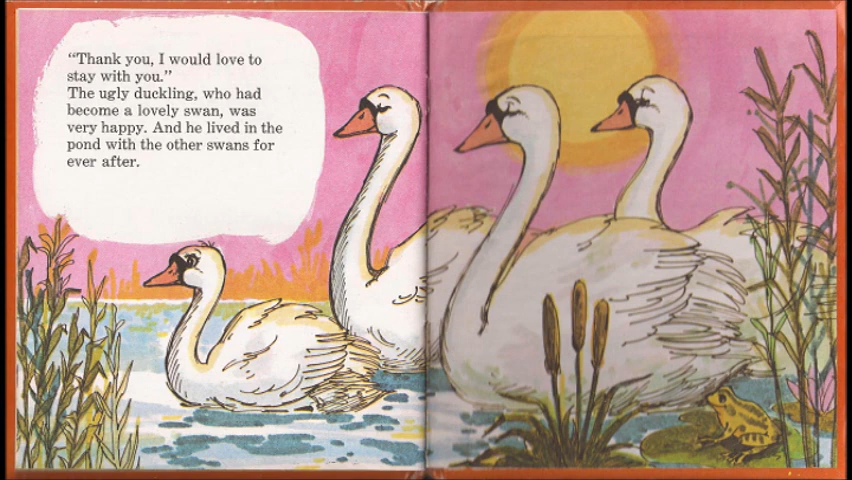 “Thank you, I would love to
stay with you.”
The ugly duckling, who had
become a lovely swan, was
very happy. And he lived in the
pond with the other swans for
ever after.